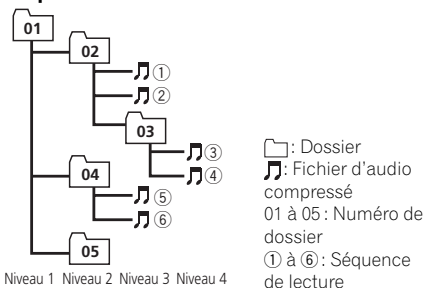 01
02
①
②
03
③
④
04
⑤
⑥
05
Niveau 1 Niveau 2 Niveau 3 Niveau 4
: Dossier
: Fichier d'audio
compressé
01 à 05 : Numéro de
dossier
① à ⑥ : Séquence
de lecture